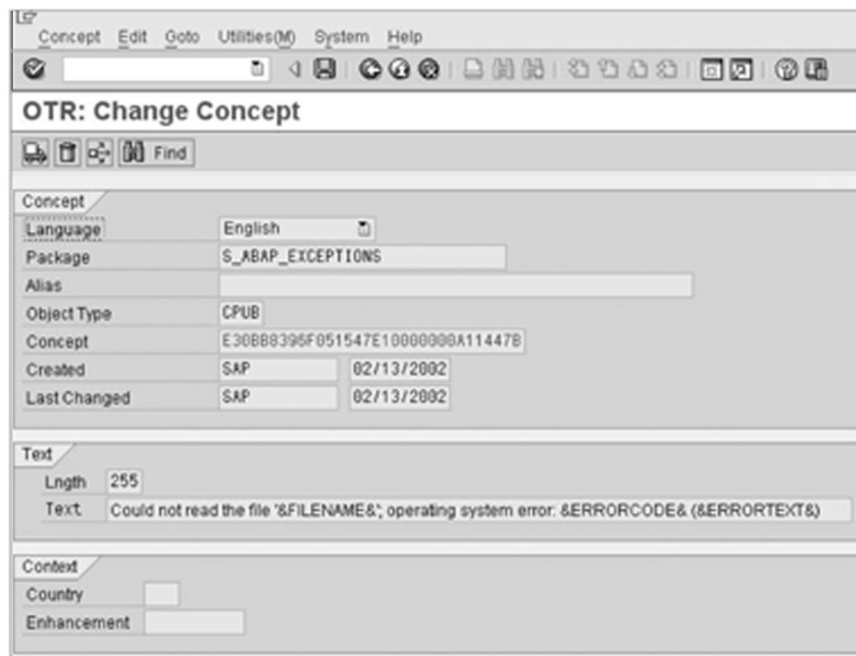 Concept Edit Goto Utilities(M) System Help
OTR: Change Concept
Find
Concept
Language English
Package S_ABAP_EXCEPTIONS
Alias
Object Type CPUB
Concept E30BB8396F051547E10000000A11447B
Created SAP 02/13/2002
Last Changed SAP 02/13/2002
Text
Lngth 255
Text Could not read the file '&FILENAME&'; operating system error: &ERRORCODE& (&ERRORTEXT&)
Context
Country
Enhancement